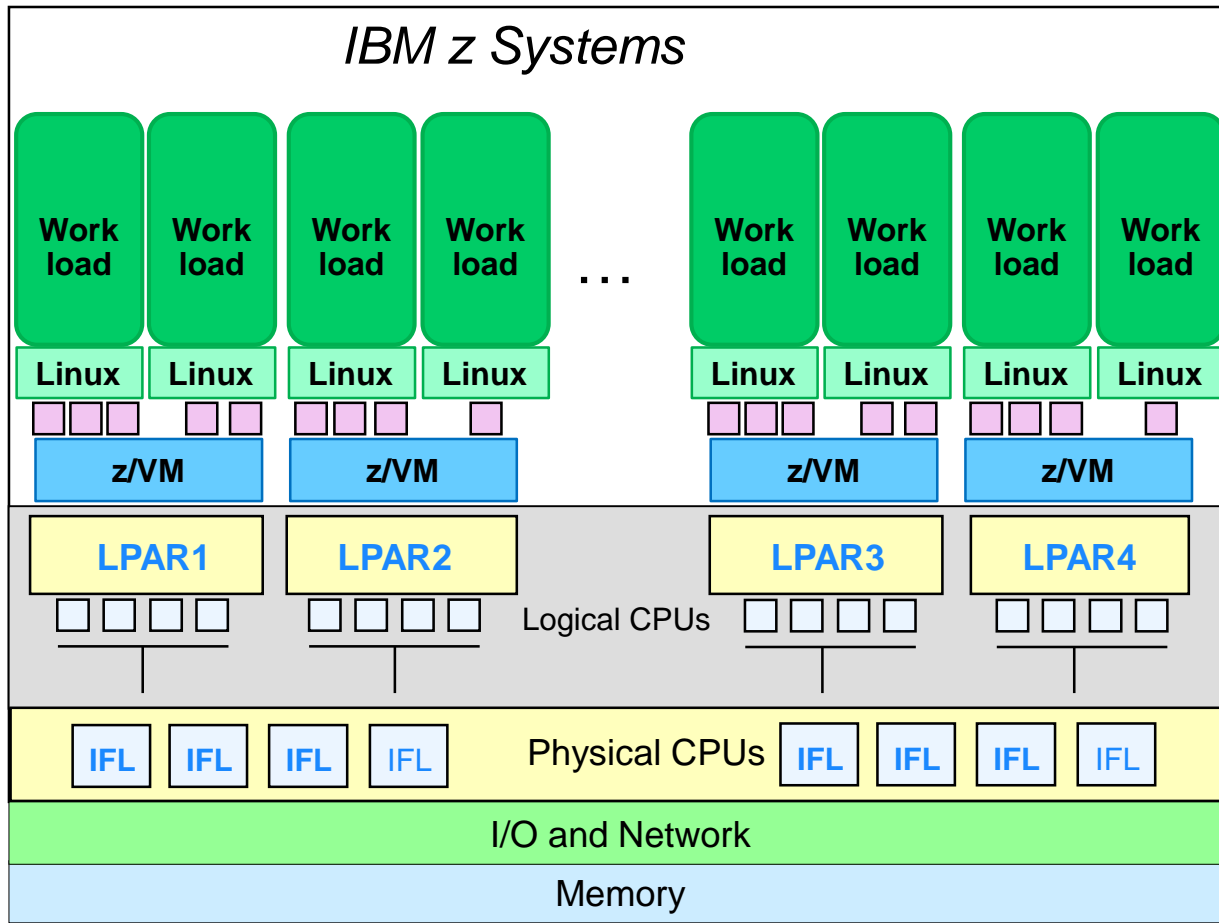 IBM z Systems
Work
load
Work
load
Work
load
Work
load
...
Work
load
Work
load
Work
load
Work
load
Linux
Linux
Linux
Linux
Linux
Linux
Linux
Linux
z/VM
z/VM
z/VM
z/VM
LPAR1
LPAR2
LPAR3
LPAR4
Logical CPUs
IFL
IFL
IFL
IFL
Physical CPUs
IFL
IFL
IFL
IFL
I/O and Network
Memory